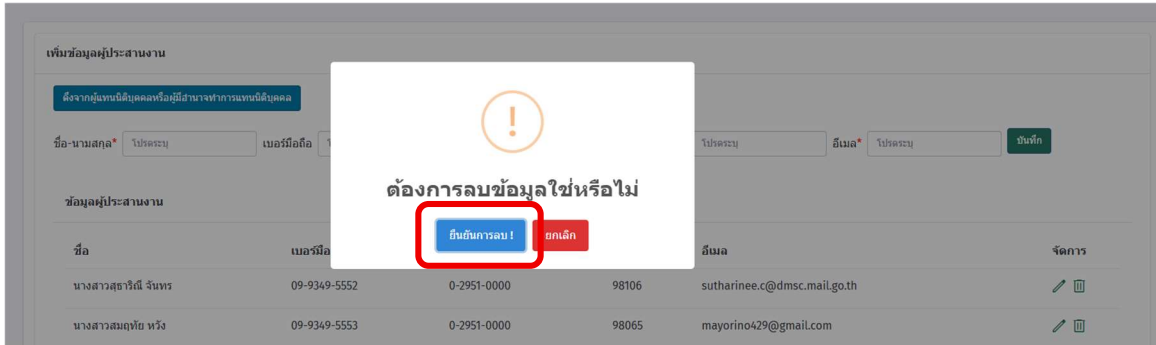 เพิ่มข้อมูลผู้ประสานงาน
ดึงจากผู้แทนนิติบุคคลหรือผู้มีอำนาจทำการแทนนิติบุคคล
ชื่อ-นามสกุล* โปรดระบุ เบอร์มือถือ โปรดระบุ อีเมล* โปรดระบุ บันทึก
!
ต้องการลบข้อมูลใช่หรือไม่
ยืนยันการลบ ! ยกเลิก
ข้อมูลผู้ประสานงาน
ชื่อ เบอร์มือ อีเมล จัดการ
นางสาวสุธาริณี จันทร 09-9349-5552 0-2951-0000 98106 sutharinee.c@dmsc.mail.go.th
นางสาวสมฤทัย หวัง 09-9349-5553 0-2951-0000 98065 mayorino429@gmail.com